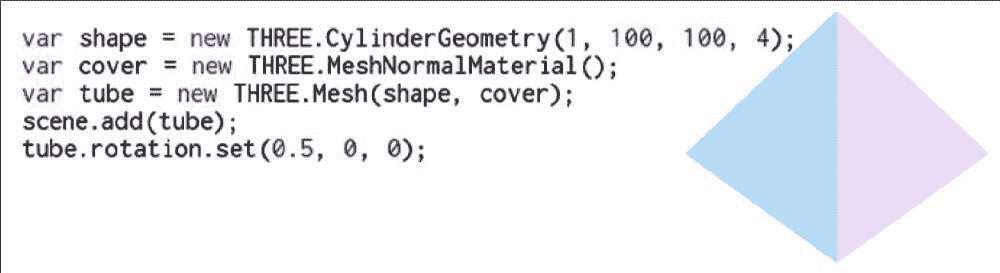 var shape = new THREE.CylinderGeometry(1, 100, 100, 4);
var cover = new THREE.MeshNormalMaterial();
var tube = new THREE.Mesh(shape, cover);
scene.add(tube);
tube.rotation.set(0.5, 0, 0);